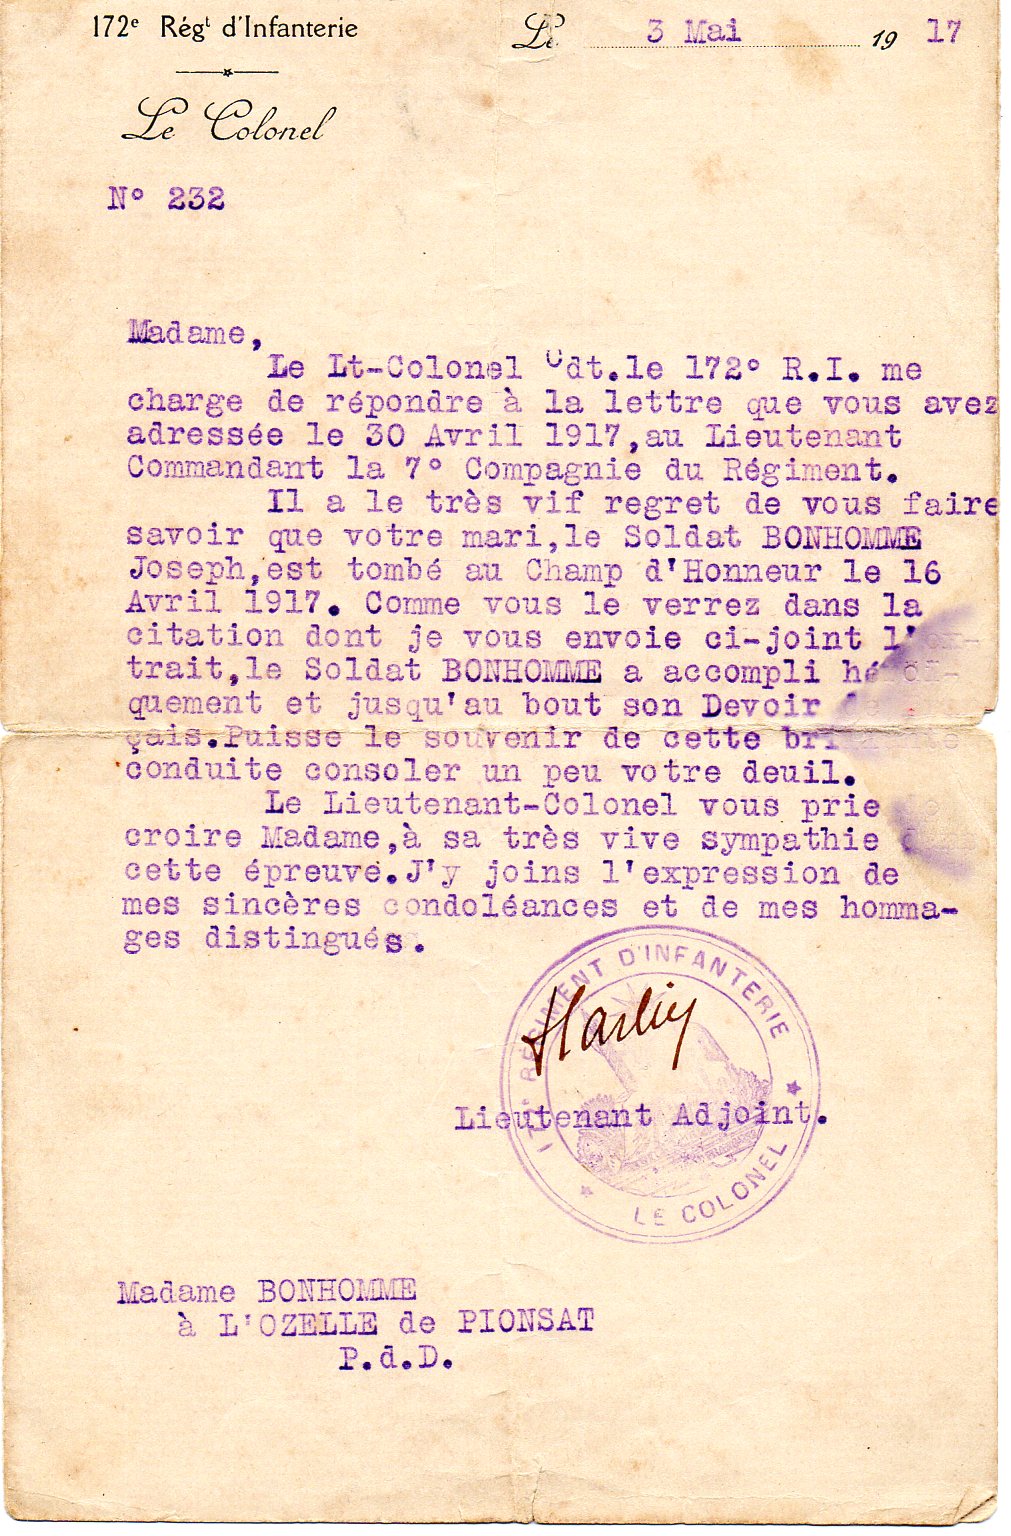 172e Régt d'Infanterie
Le 3 Mai 1917
Le Colonel
N° 232
Madame,
Le Lt-Colonel Cdt.le 172° R.I. me
charge de répondre à la lettre que vous avez
adressée le 30 Avril 1917,au Lieutenant
Commandant la 7° Compagnie du Régiment.
Il a le très vif regret de vous faire
savoir que votre mari,le Soldat BONHOMME
Joseph,est tombé au Champ d'Honneur le 16
Avril 1917. Comme vous le verrez dans la
citation dont je vous envoie ci-joint l'ex-
trait,le Soldat BONHOMME a accompli héroï-
quement et jusqu'au bout son Devoir de
çais.Puisse le souvenir de cette
conduite consoler un peu votre deuil.
Le Lieutenant-Colonel vous prie de
croire Madame,à sa très vive sympathie
cette épreuve.J'y joins l'expression de
mes sincères condoléances et de mes homma-
ges distingués.
172e REGIMENT D'INFANTERIE
Lieutenant Adjoint.
LE COLONEL
Madame BONHOMME
à L'OZELLE de PIONSAT
P.d.D.